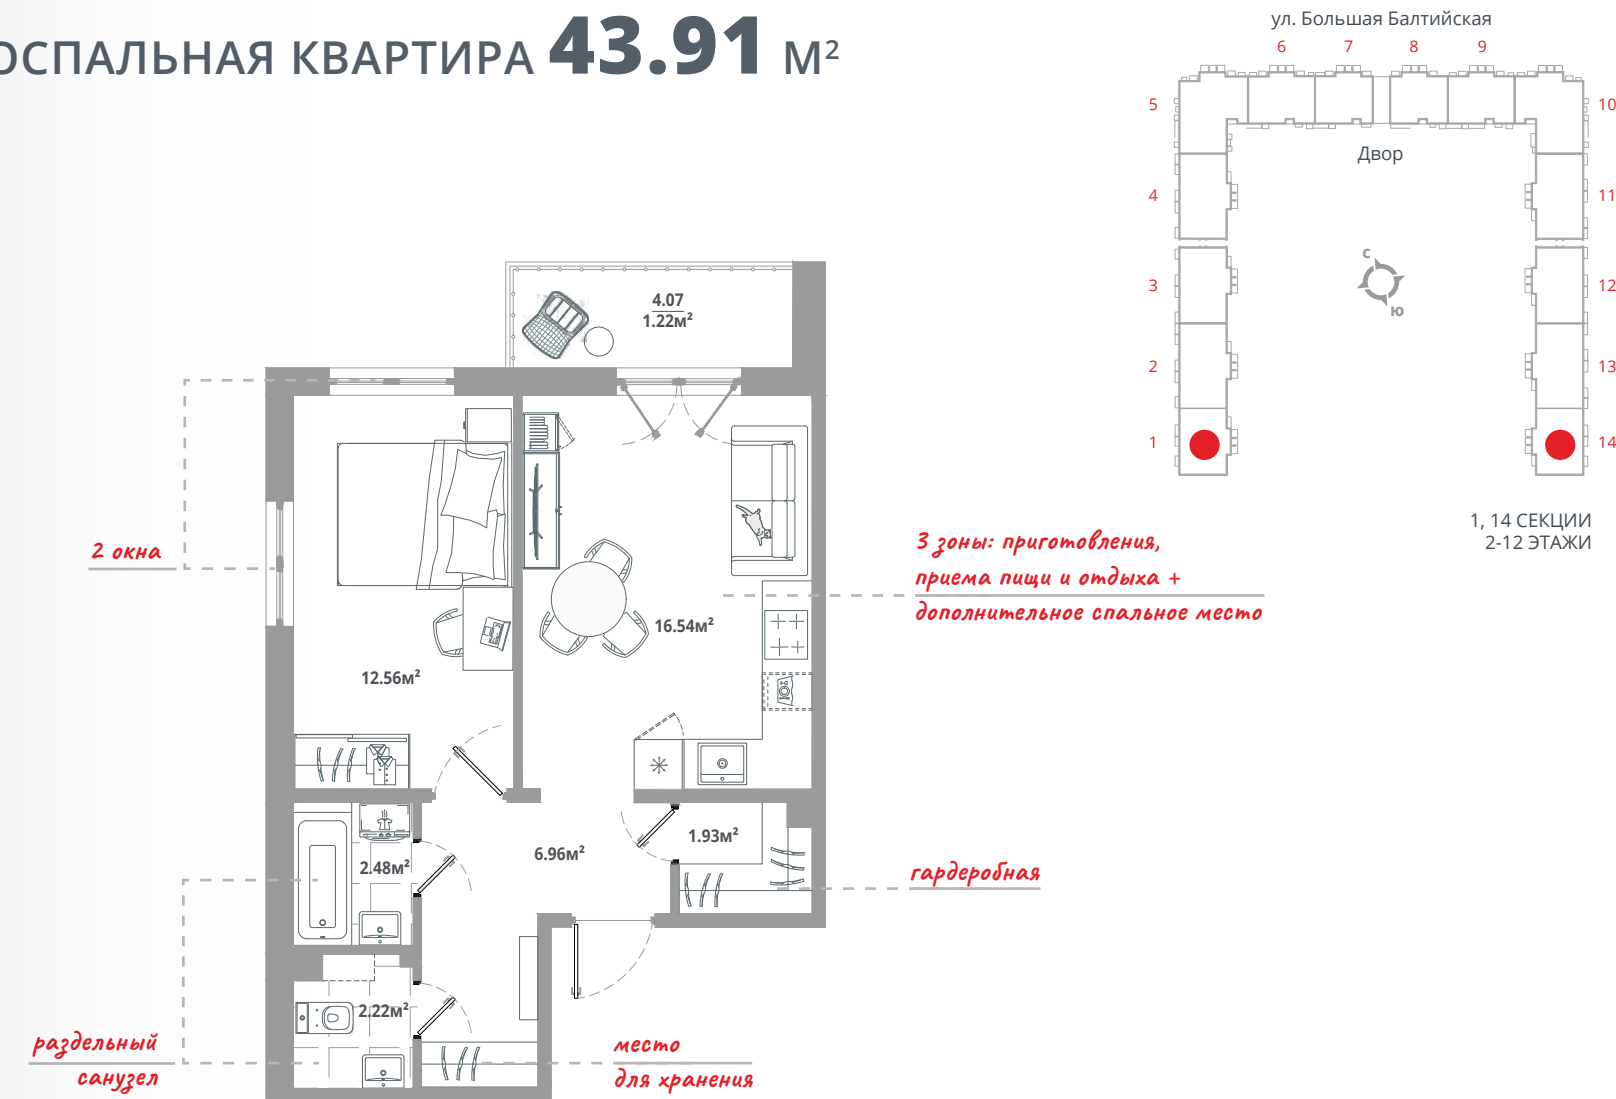 ОСПАЛЬНАЯ КВАРТИРА 43.91 М²
ул. Большая Балтийская
6 7 8 9
5 10
Двор
4 11
с
3 12
ю
2 13
1 14
1, 14 СЕКЦИИ
2-12 ЭТАЖИ
4.07
1.22м²
2 окна
3 зоны: приготовления,
приема пищи и отдыха +
дополнительное спальное место
16.54м²
12.56м²
1.93м²
6.96м²
2.48м²
гардеробная
2.22м²
раздельный
санузел
место
для хранения